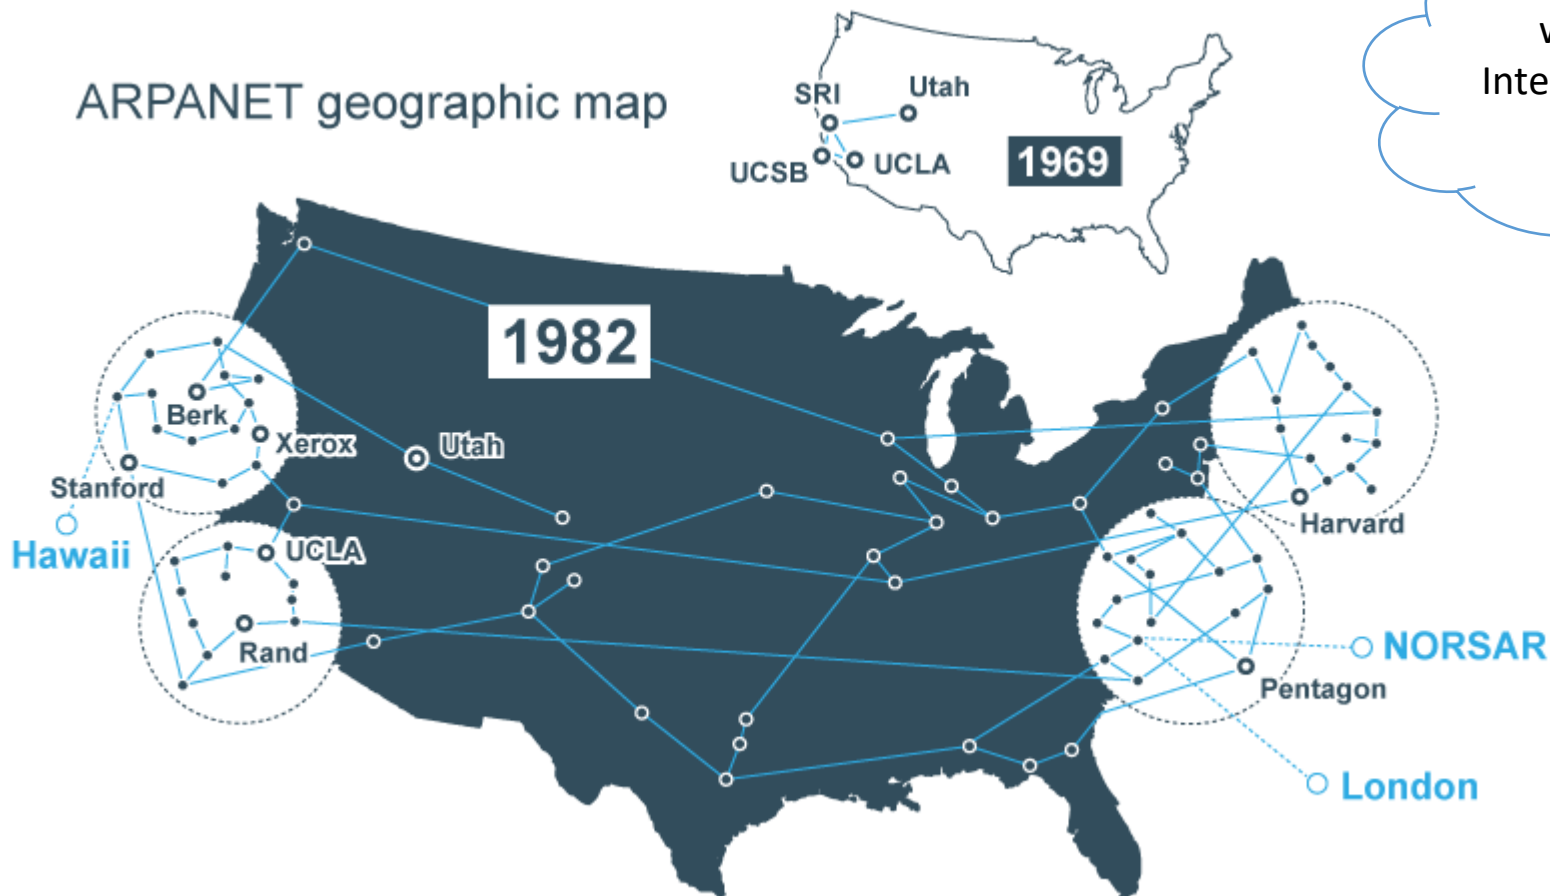 ARPANET geographic map
SRI
Utah
UCSB
UCLA
1969
1982
Berk
Xerox
Utah
Stanford
Hawaii
UCLA
Rand
Harvard
NORSAR
Pentagon
London